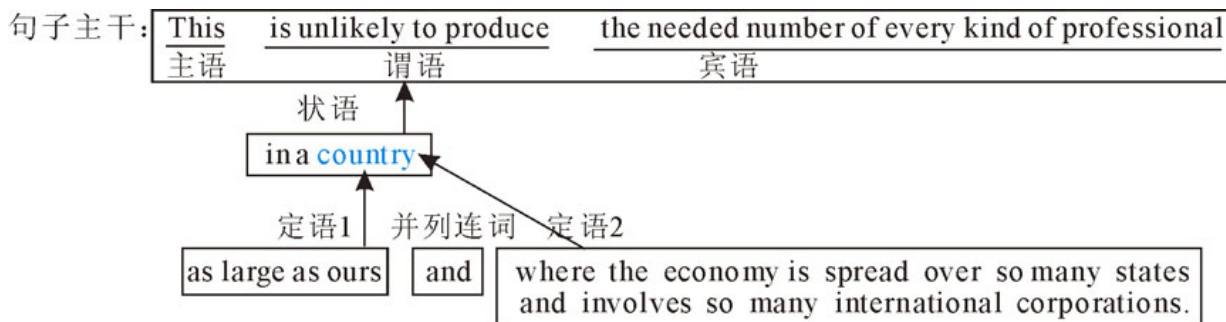 句子主干: This is unlikely to produce the needed number of every kind of professional
主语 谓语 宾语
状语
in a country
定语1 并列连词 定语2
as large as ours and where the economy is spread over so many states
and involves so many international corporations.